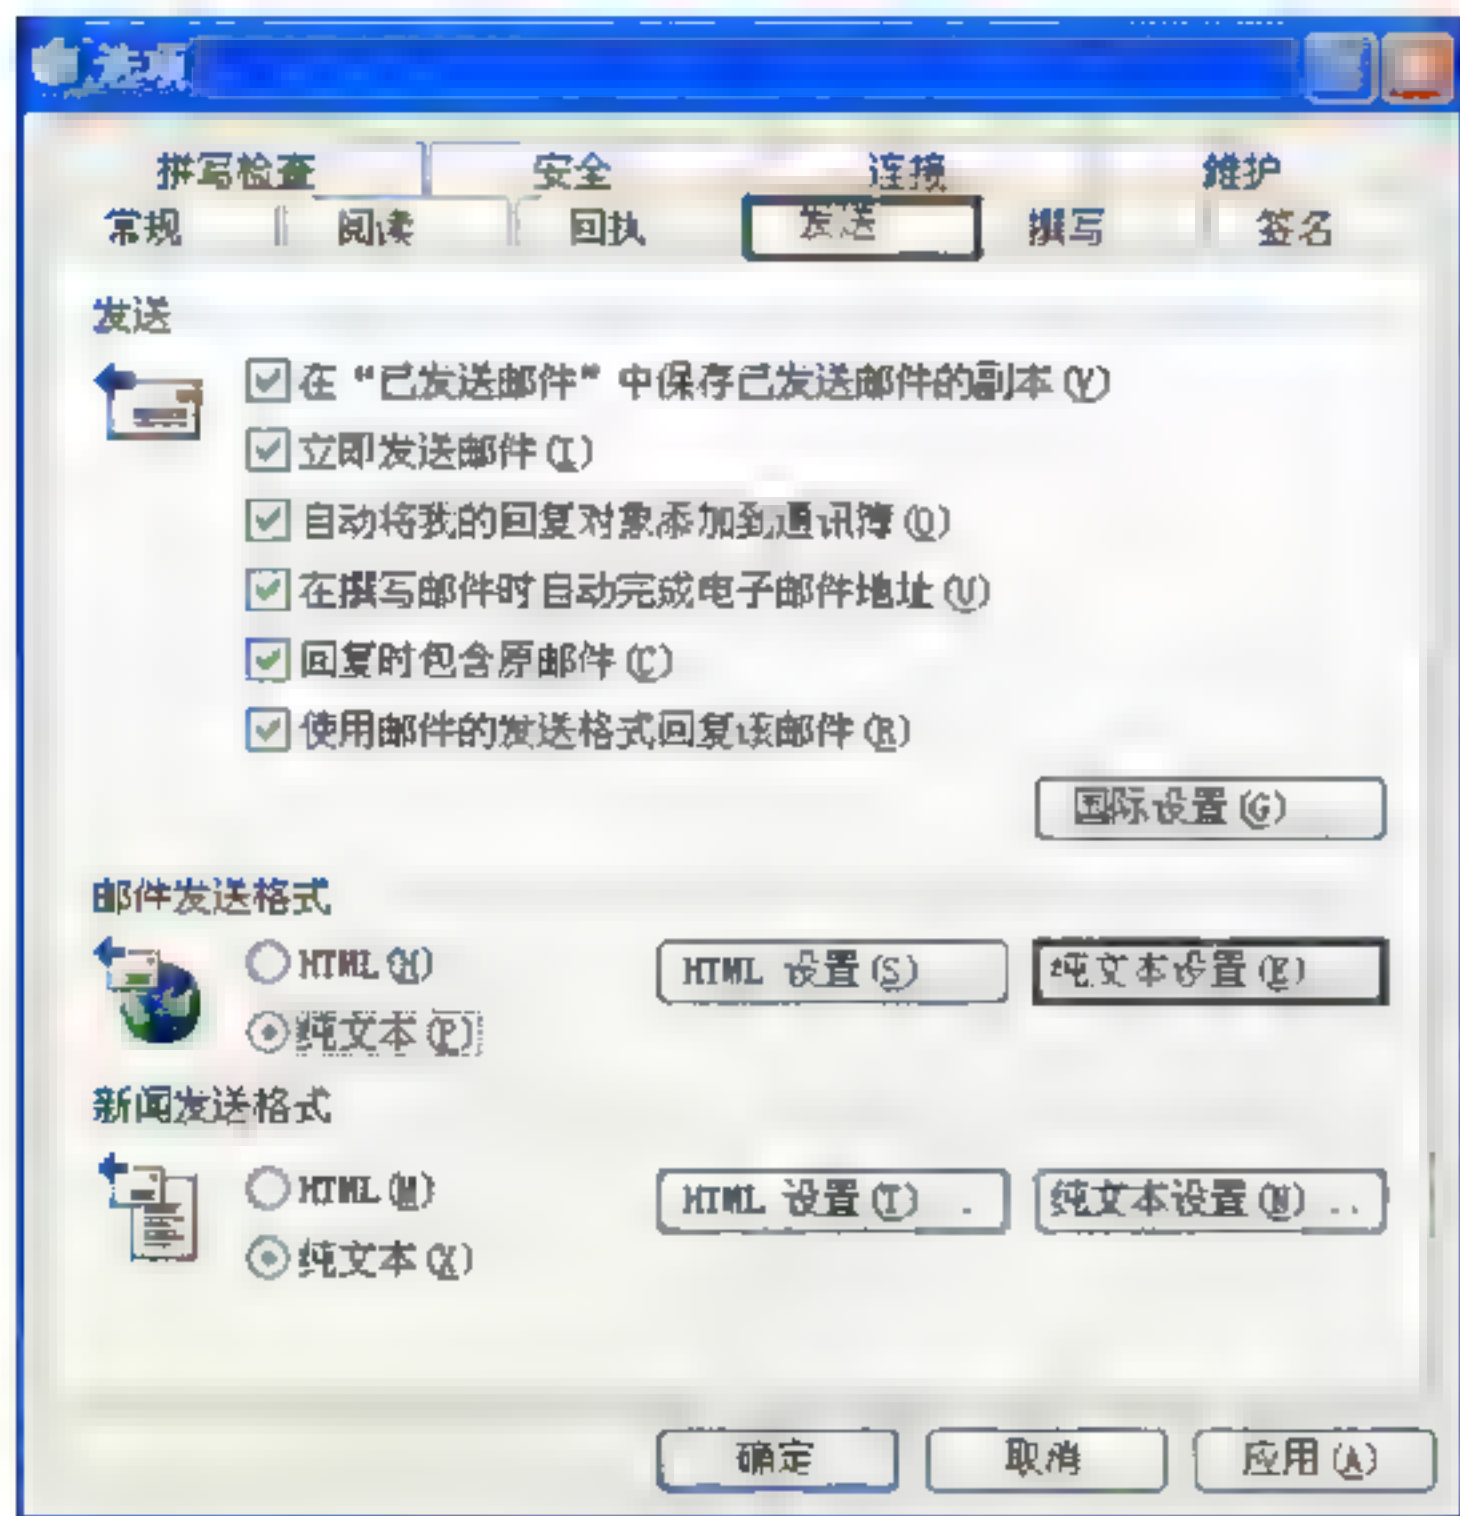 选项
拼写检查 安全 连接 维护
常规 阅读 回执 发送 撰写 签名
发送
在“已发送邮件”中保存已发送邮件的副本(Y)
立即发送邮件(I)
自动将我的回复对象添加到通讯簿(O)
在撰写邮件时自动完成电子邮件地址(U)
回复时包含原邮件(C)
使用邮件的发送格式回复该邮件(R)
国际设置(G)
邮件发送格式
HTML(H) HTML 设置(S) 纯文本设置(E)
纯文本(P)
新闻发送格式
HTML(M) HTML 设置(T) . 纯文本设置(N) ..
纯文本(X)
确定 取消 应用(A)